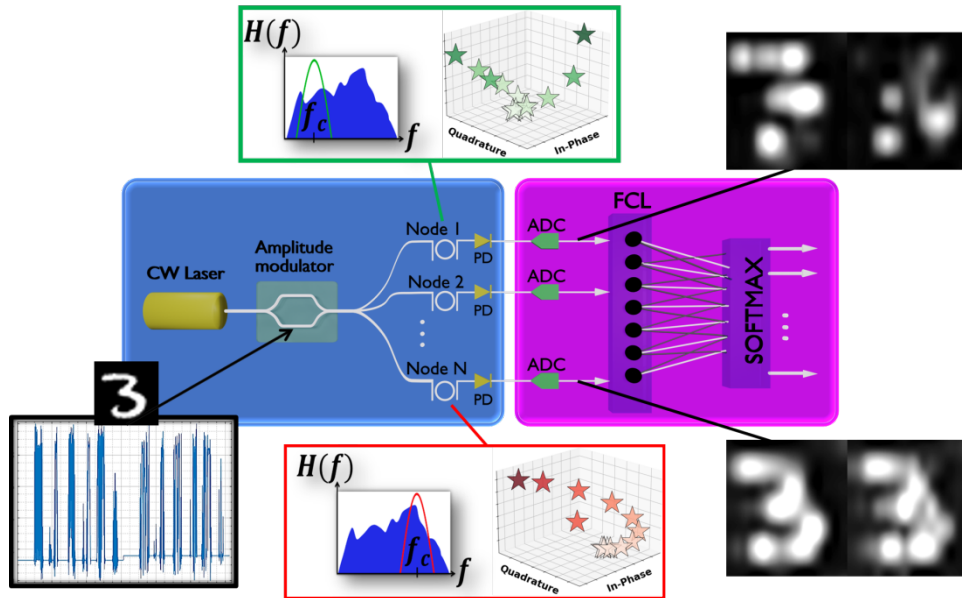 H(f)
f_c
f
Quadrature
In-Phase
CW Laser
Amplitude
modulator
Node 1
PD
Node 2
PD
Node N
PD
ADC
ADC
ADC
FCL
SOFTMAX
3
H(f)
f_c
f
Quadrature
In-Phase